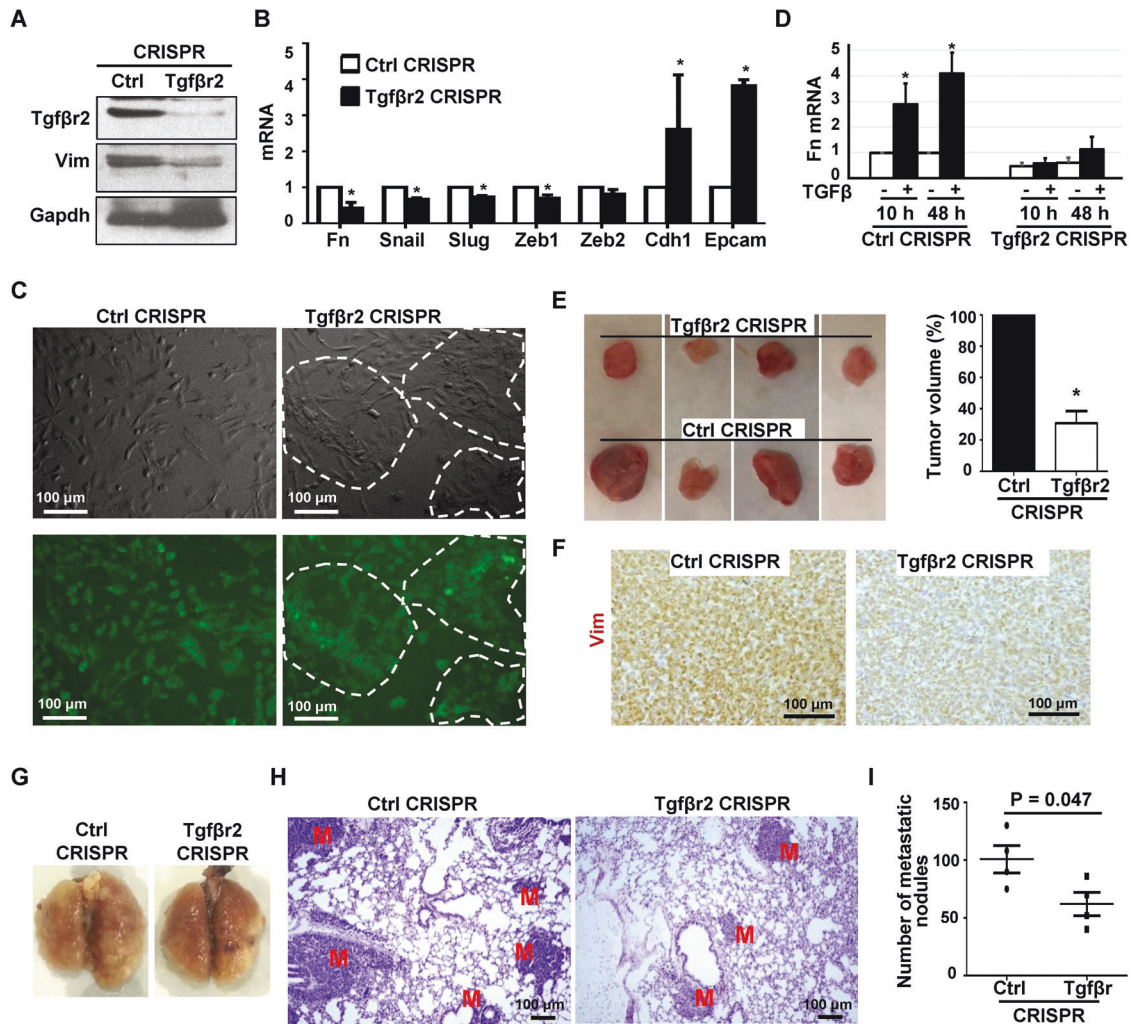 A
CRISPR
Ctrl Tgfβr2
Tgfβr2
Vim
Gapdh
B
mRNA
5
4
3
2
1
0
Ctrl CRISPR
Tgfβr2 CRISPR
* * * * * *
Fn Snail Slug Zeb1 Zeb2 Cdh1 Epcam
D
Fn mRNA
5
4
3
2
1
0
* *
TGFβ - + - + - + - +
10 h 48 h 10 h 48 h
Ctrl CRISPR Tgfβr2 CRISPR
C
Ctrl CRISPR Tgfβr2 CRISPR
100 µm 100 µm
100 µm 100 µm
E
Tgfβr2 CRISPR
Ctrl CRISPR
Tumor volume (%)
100
80
60
40
20
0
*
Ctrl Tgfβr2
CRISPR
F
Ctrl CRISPR Tgfβr2 CRISPR
Vim
100 µm 100 µm
G
Ctrl
CRISPR
Tgfβr2
CRISPR
H
Ctrl CRISPR Tgfβr2 CRISPR
M M M M M
M M M
100 µm 100 µm
I
Number of metastatic
nodules
150
100
50
0
P = 0.047
Ctrl Tgfβr
CRISPR